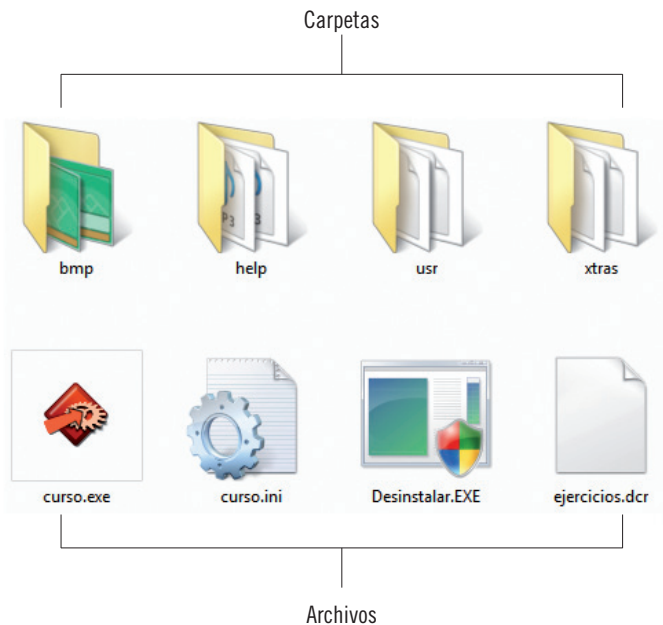 Carpetas
bmp help usr xtras
curso.exe curso.ini Desinstalar.EXE ejercicios.dcr
Archivos